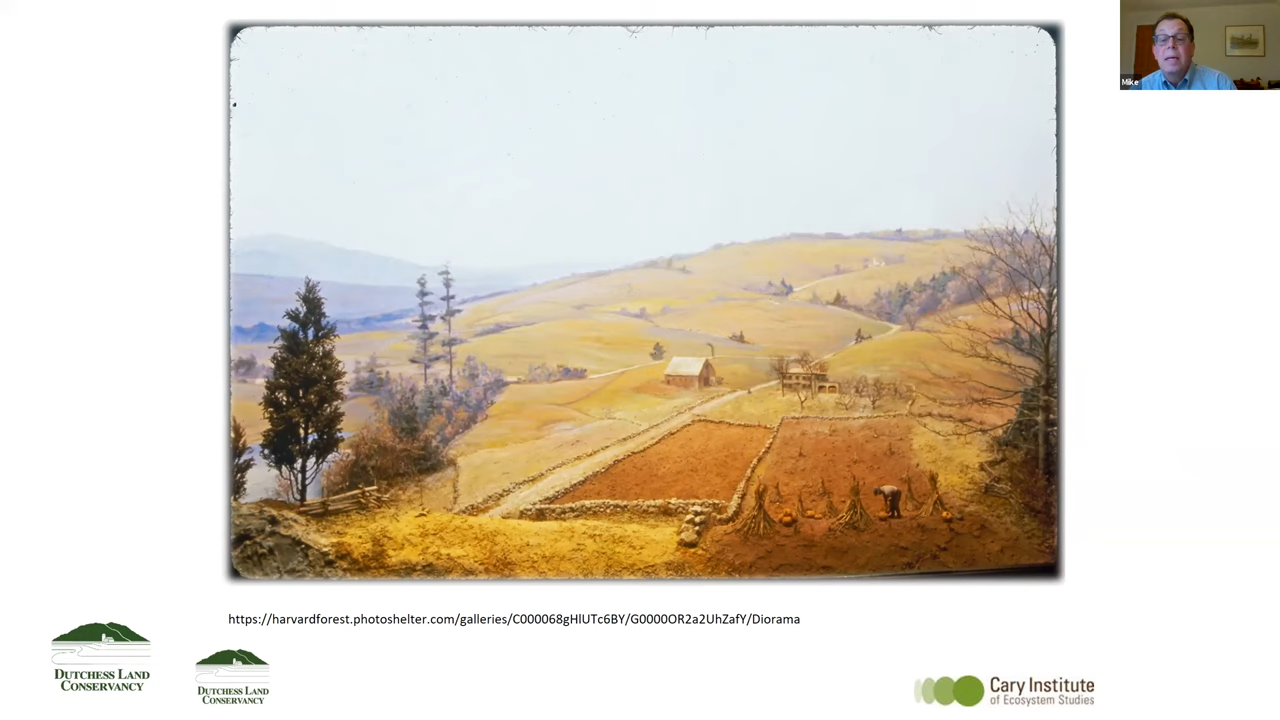 Mike
https://harvardforest.photoshelter.com/galleries/C000068gHlUTc6BY/G0000OR2a2UhZafY/Diorama
DUTCHESS LAND
CONSERVANCY
DUTCHESS LAND
CONSERVANCY
Cary Institute
of Ecosystem Studies